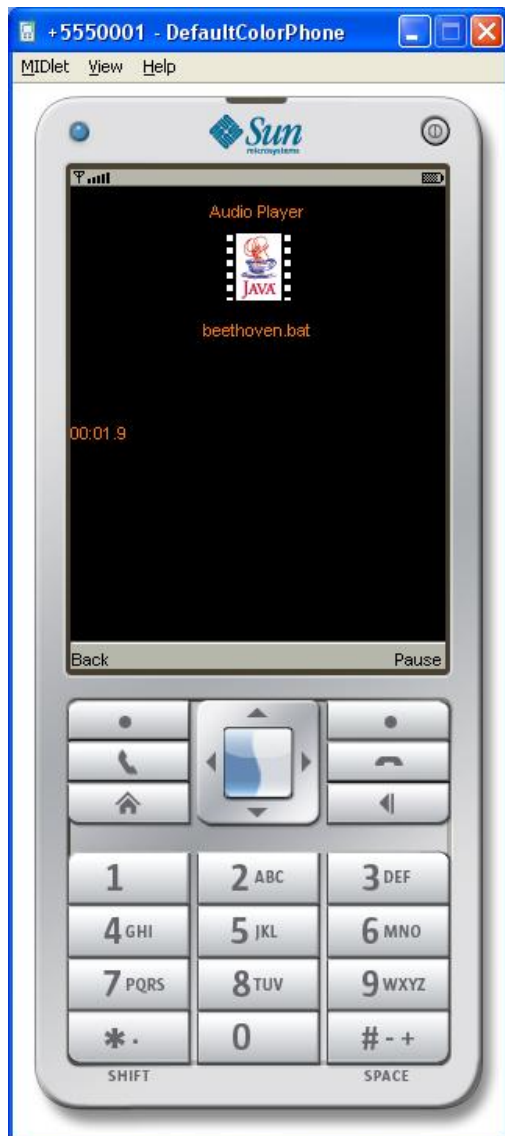 +5550001 - DefaultColorPhone
MIDlet View Help
Sun
microsystems
Audio Player
JAVA
beethoven.bat
00:01.9
Back Pause
1 2 ABC 3 DEF
4 GHI 5 JKL 6 MNO
7 PQRS 8 TUV 9 WXYZ
* . 0 # - +
SHIFT SPACE